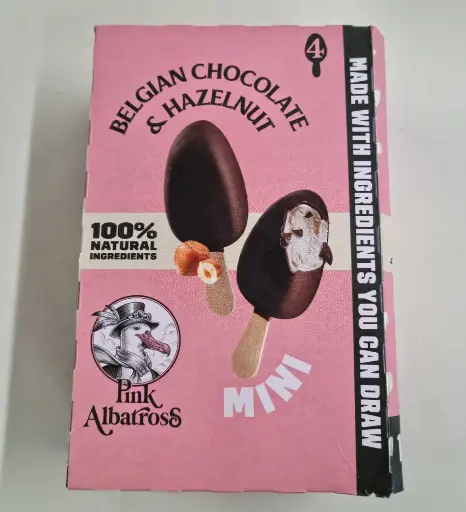 BELGIAN CHOCOLATE
& HAZELNUT
4
MADE WITH INGREDIENTS YOU CAN DRAW
100%
NATURAL
INGREDIENTS
Pink
Albatross
MINI